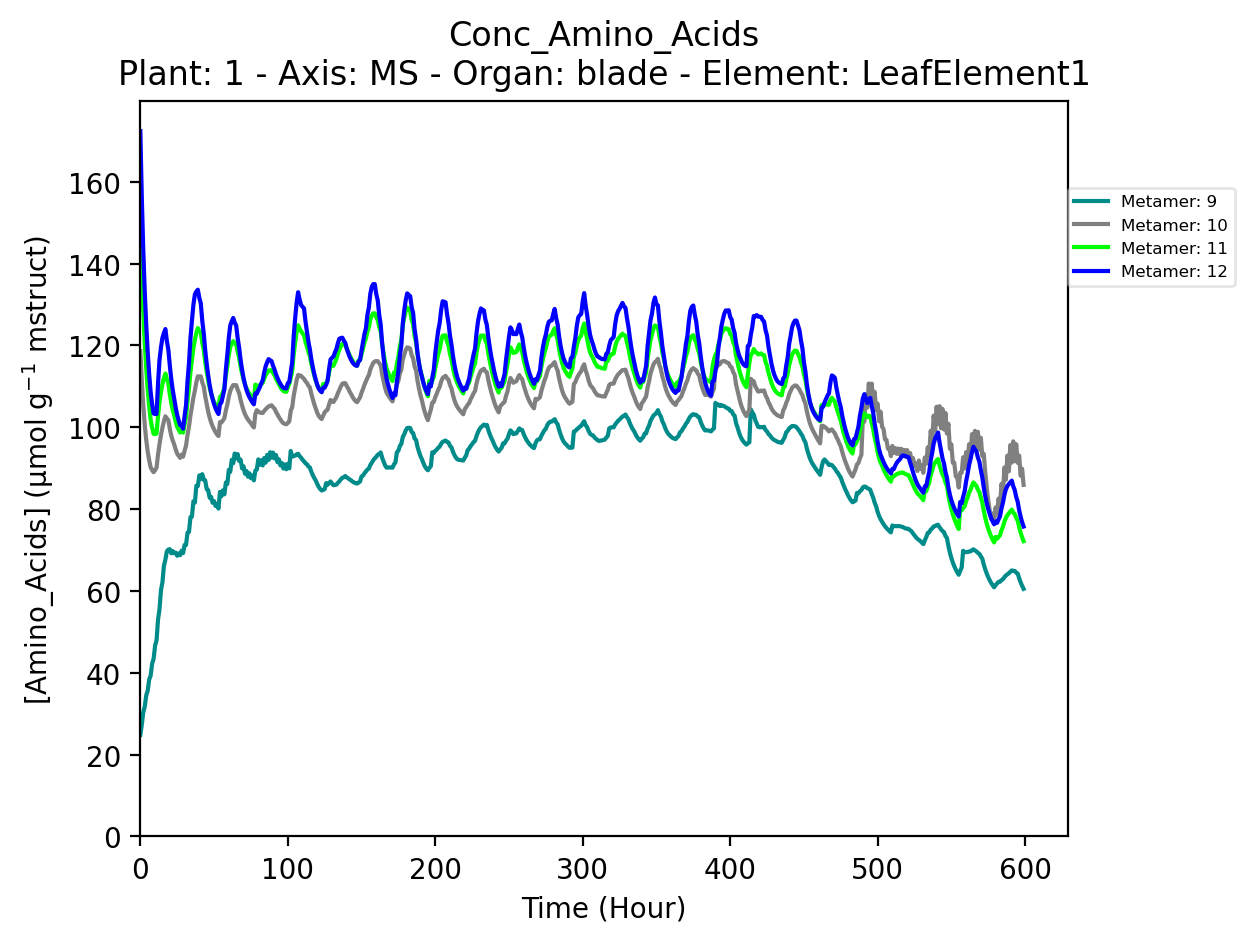 Conc_Amino_Acids
Plant: 1 - Axis: MS - Organ: blade - Element: LeafElement1
[Amino_Acids] (µmol g⁻¹ mstruct)
160
140
120
100
80
60
40
20
0
0 100 200 300 400 500 600
Time (Hour)
Metamer: 9
Metamer: 10
Metamer: 11
Metamer: 12